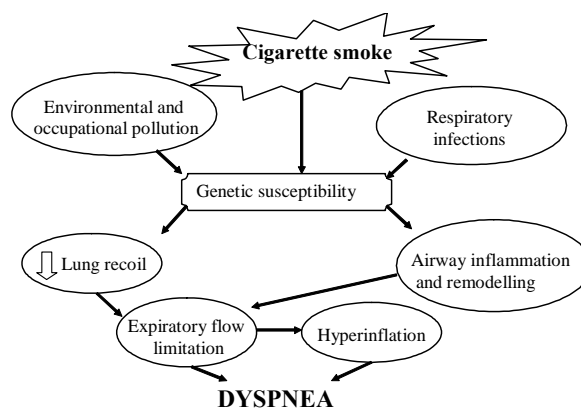 Cigarette smoke
Environmental and
occupational pollution
Respiratory
infections
Genetic susceptibility
Lung recoil
Airway inflammation
and remodelling
Expiratory flow
limitation
Hyperinflation
DYSPNEA